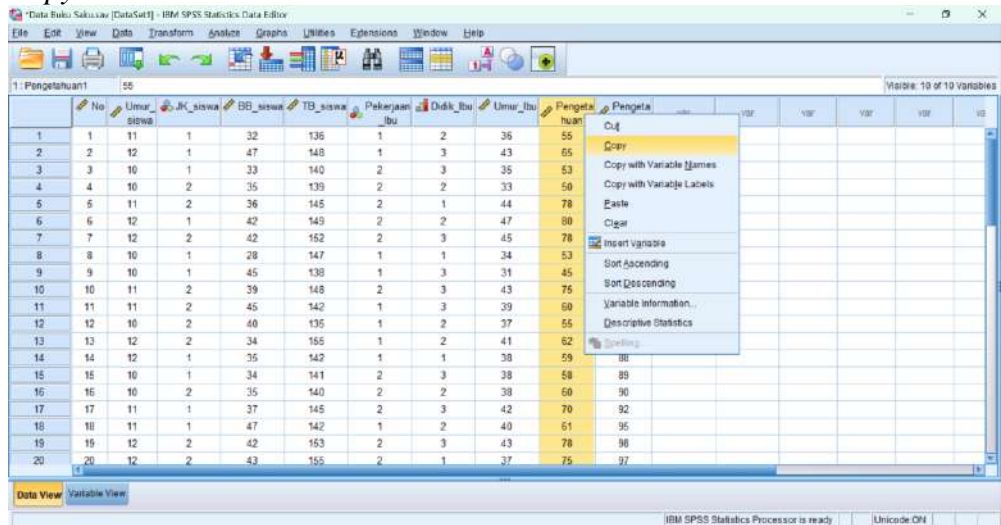 *Data Buku Saku.sav [DataSet1] - IBM SPSS Statistics Data Editor
File Edit View Data Transform Analyze Graphs Utilities Extensions Window Help
1 : Pengetahuan1 55 Visible: 10 of 10 Variables
No Umur_siswa JK_siswa BB_siswa TB_siswa Pekerjaan_Ibu Didik_Ibu Umur_Ibu Pengetahuan Pengeta var var var var
1 1 11 1 32 136 1 2 36 55
2 2 12 1 47 148 1 3 43 65
3 3 10 1 33 140 2 3 35 53
4 4 10 2 35 139 2 2 33 50
5 5 11 2 36 145 2 1 44 78
6 6 12 1 42 149 2 2 47 80
7 7 12 2 42 152 2 3 45 78
8 8 10 1 28 147 1 1 34 53
9 9 10 1 45 138 1 3 31 45
10 10 11 2 39 148 2 3 43 75
11 11 11 2 45 142 1 3 39 60
12 12 10 2 40 135 1 2 37 55
13 13 12 2 34 155 1 2 41 62
14 14 12 1 35 142 1 1 38 59 88
15 15 10 1 34 141 2 3 38 58 89
16 16 10 2 35 140 2 2 38 60 90
17 17 11 1 37 145 2 3 42 70 92
18 18 11 1 47 142 1 2 40 61 95
19 19 12 2 42 153 2 3 43 78 98
20 20 12 2 43 155 2 1 37 75 97
Cut
Copy
Copy with Variable Names
Copy with Variable Labels
Paste
Clear
Insert Variable
Sort Ascending
Sort Descending
Variable Information...
Descriptive Statistics
Spelling...
Data View Variable View
IBM SPSS Statistics Processor is ready Unicode:ON